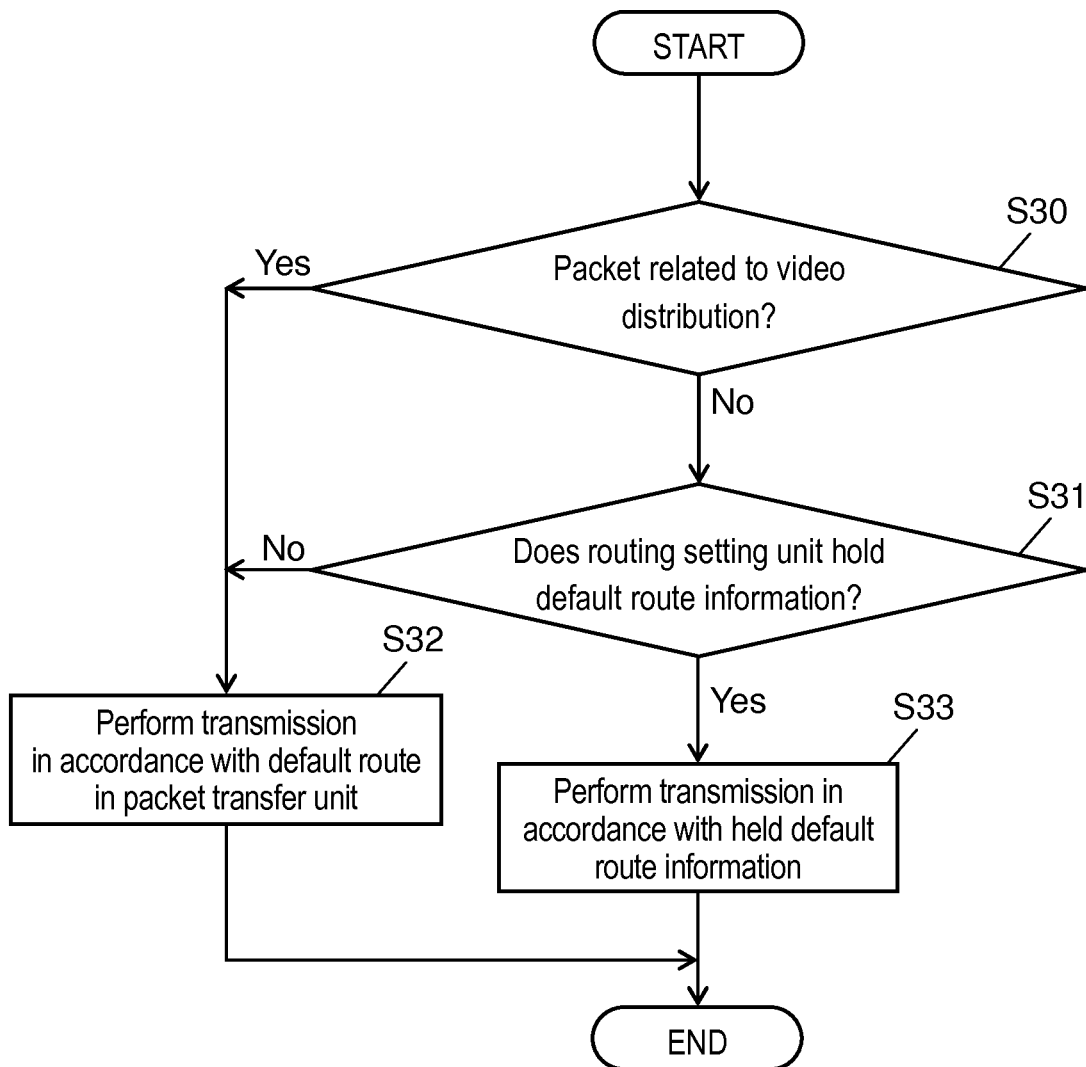 START
S30
Packet related to video
distribution?
Yes
No
S31
Does routing setting unit hold
default route information?
No
Yes
S32
Perform transmission
in accordance with default route
in packet transfer unit
S33
Perform transmission in
accordance with held default
route information
END